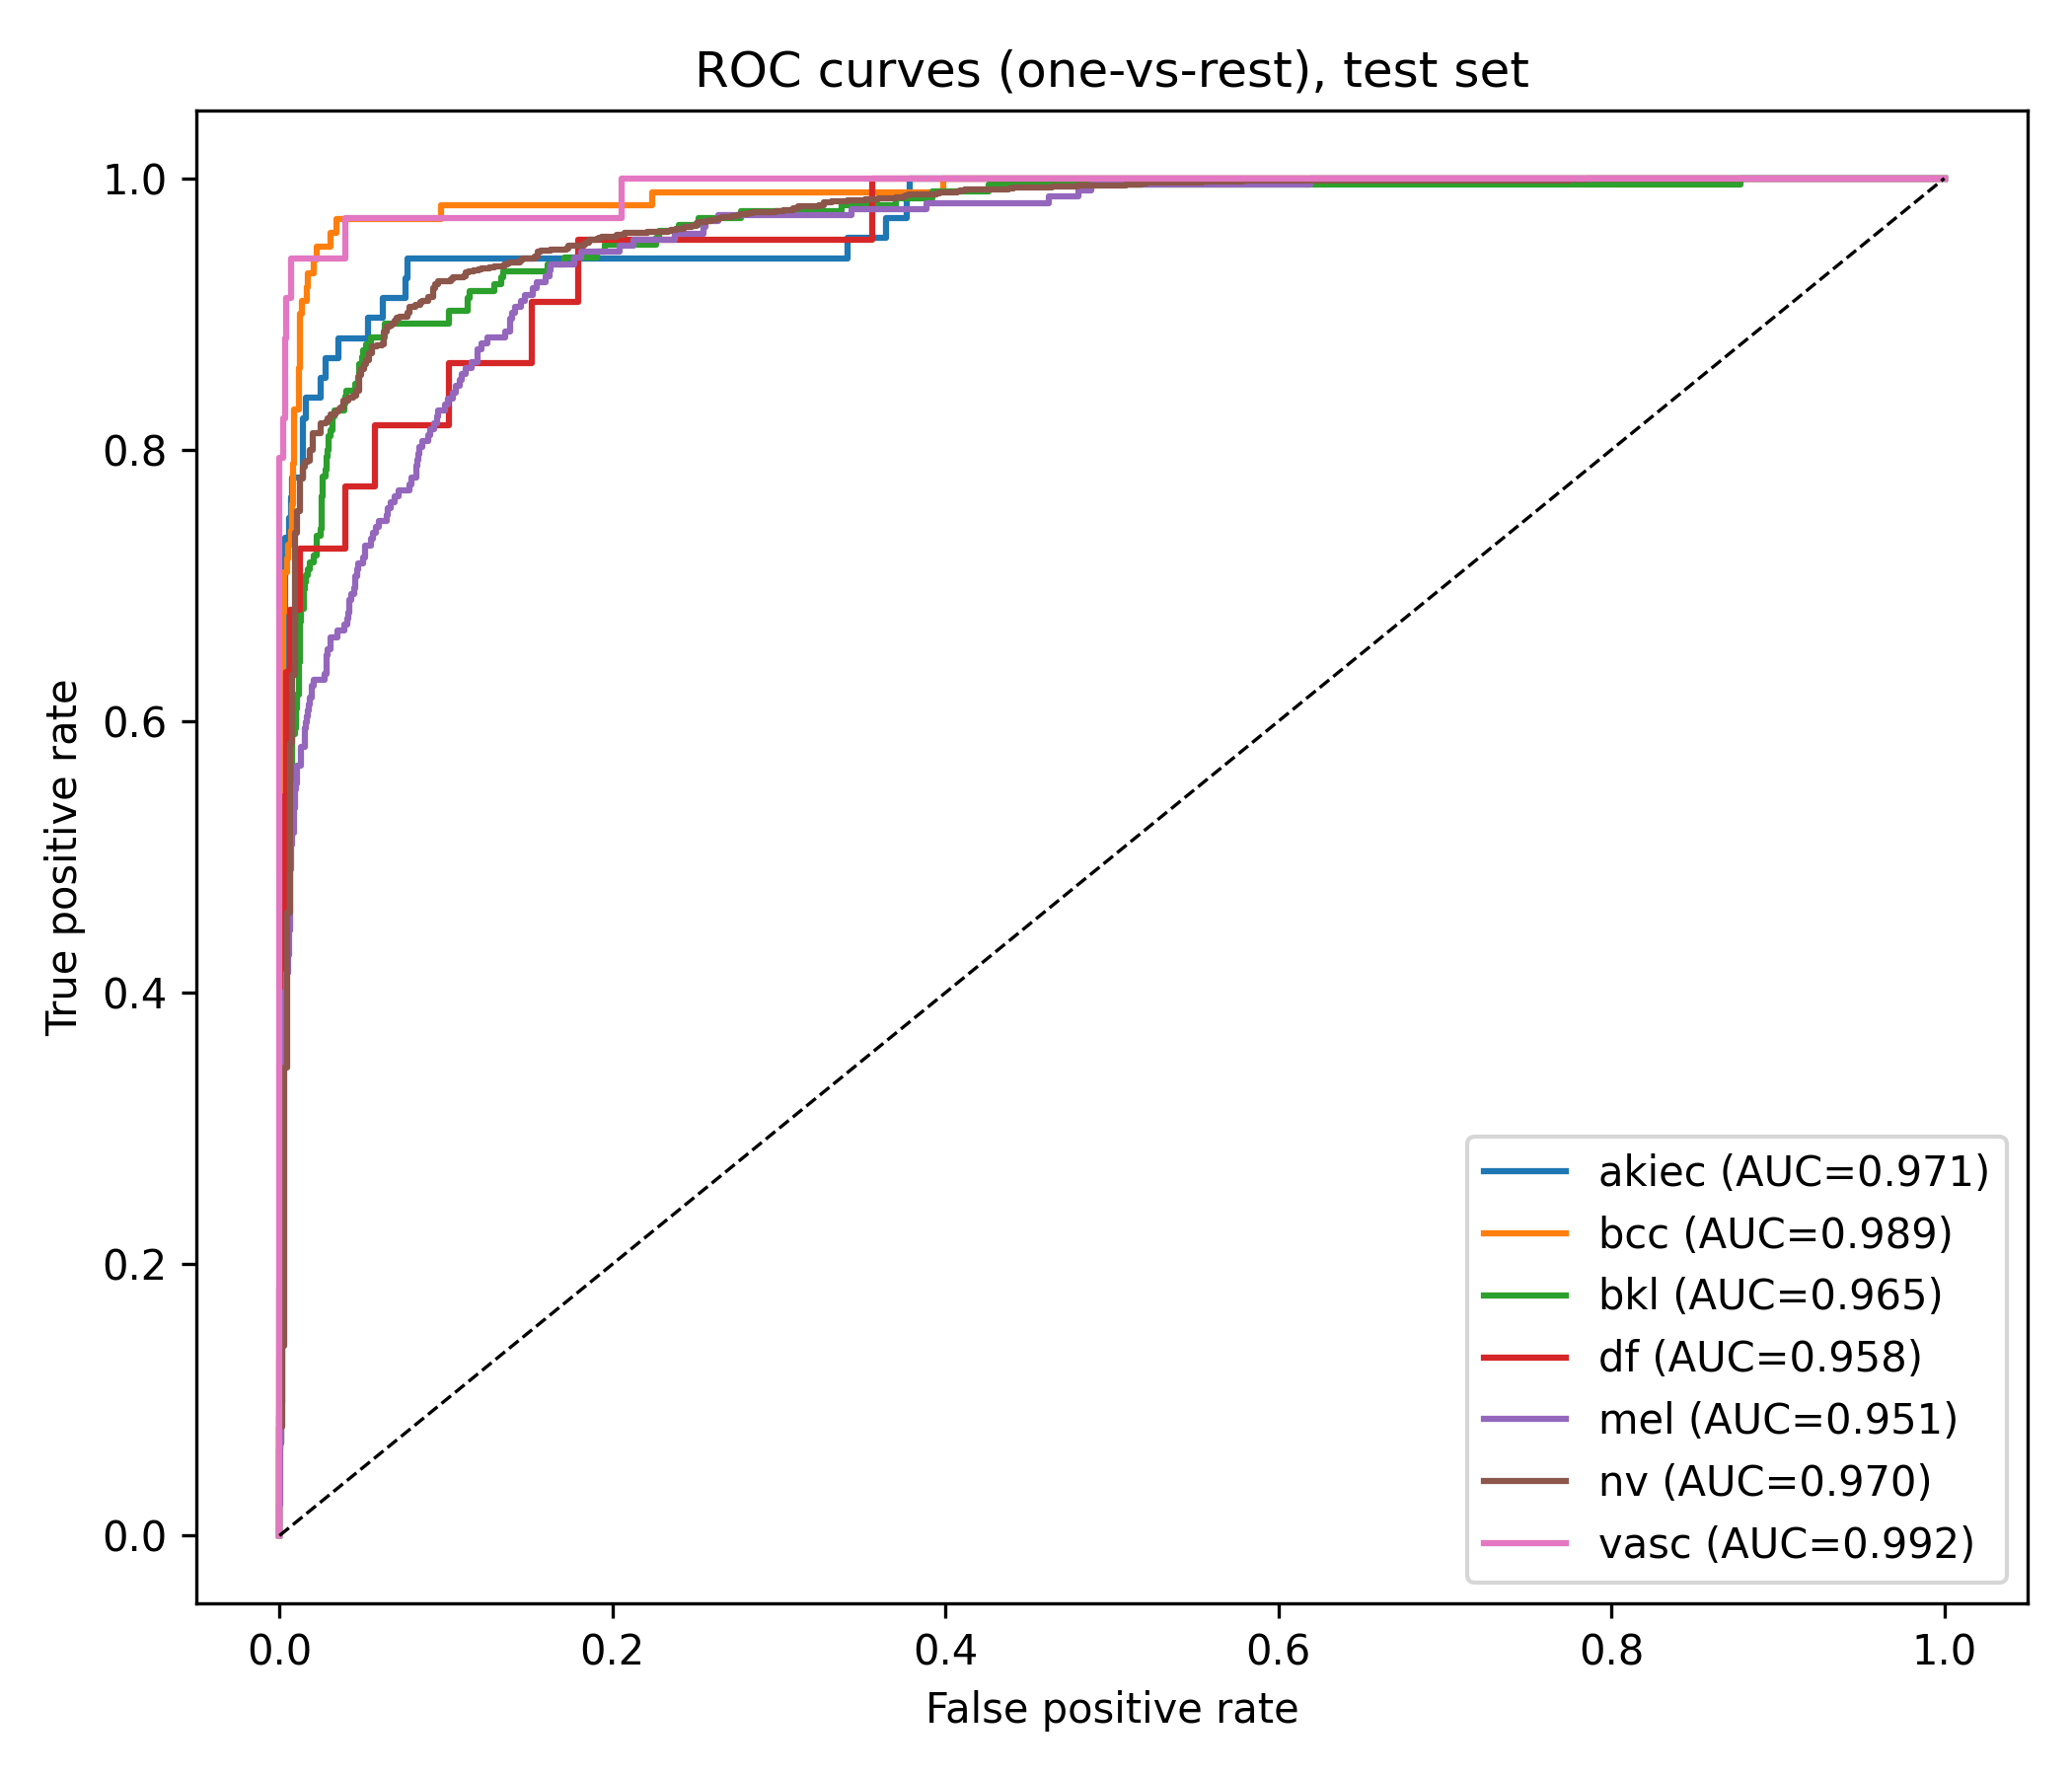 ROC curves (one-vs-rest), test set
1.0
0.8
0.6
0.4
0.2
0.0
True positive rate
0.0 0.2 0.4 0.6 0.8 1.0
False positive rate
akiec (AUC=0.971)
bcc (AUC=0.989)
bkl (AUC=0.965)
df (AUC=0.958)
mel (AUC=0.951)
nv (AUC=0.970)
vasc (AUC=0.992)